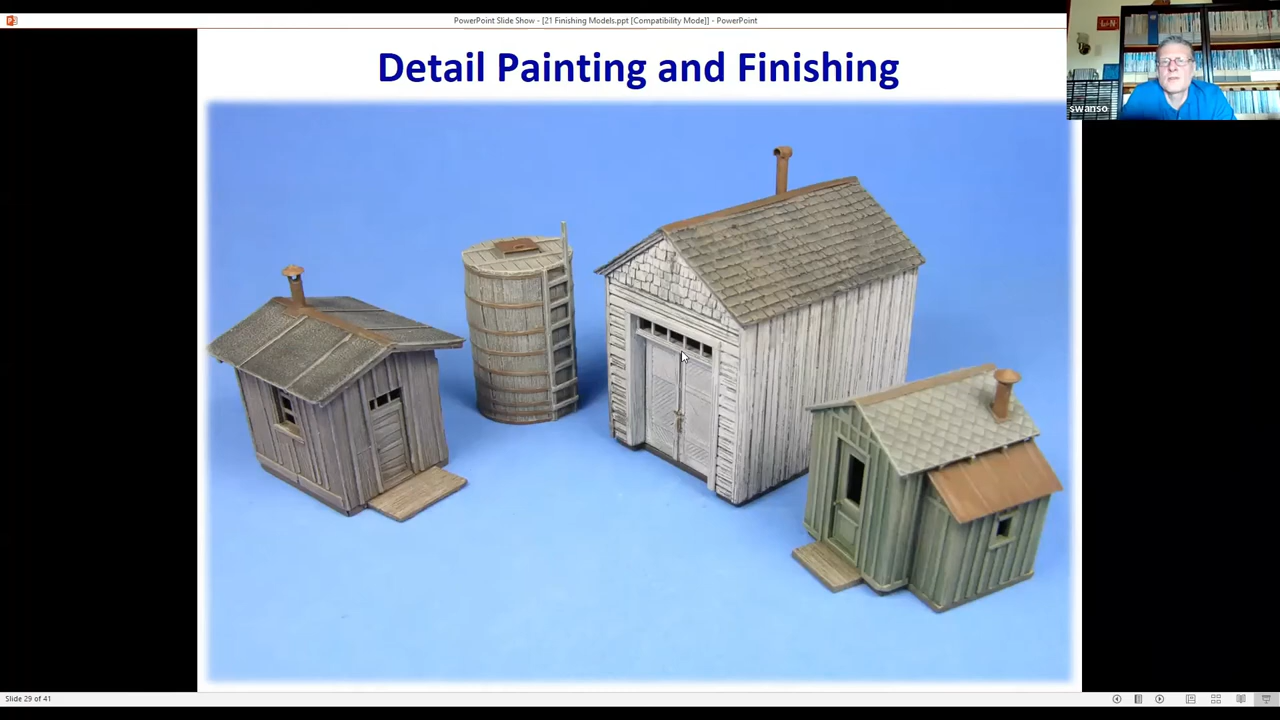 PowerPoint Slide Show - [21 Finishing Models.ppt [Compatibility Mode]] - PowerPoint
Detail Painting and Finishing
swanso
Slide 29 of 41